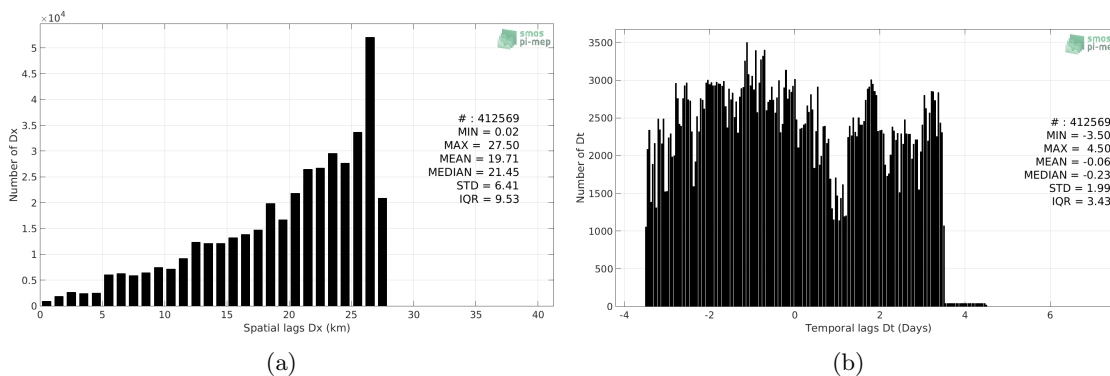 ×10⁴
5
4.5
4
3.5
3
2.5
2
1.5
1
0.5
0
Number of Dx
0 5 10 15 20 25 30 35 40
Spatial lags Dx (km)
smos
pi-mep
# : 412569
MIN = 0.02
MAX = 27.50
MEAN = 19.71
MEDIAN = 21.45
STD = 6.41
IQR = 9.53
(a)
3500
3000
2500
2000
1500
1000
500
0
Number of Dt
-4 -2 0 2 4 6
Temporal lags Dt (Days)
smos
pi-mep
# : 412569
MIN = -3.50
MAX = 4.50
MEAN = -0.06
MEDIAN = -0.23
STD = 1.99
IQR = 3.43
(b)